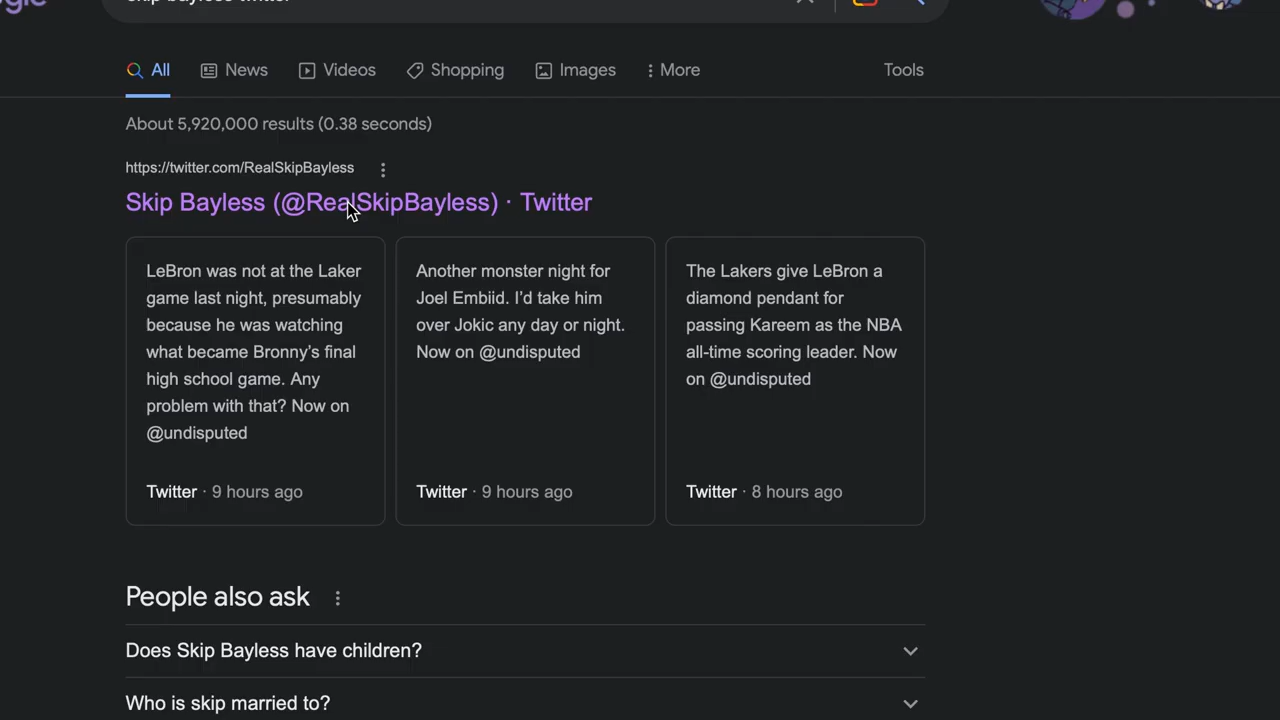 skip bayless twitter
All News Videos Shopping Images More Tools
About 5,920,000 results (0.38 seconds)
https://twitter.com/RealSkipBayless
Skip Bayless (@RealSkipBayless) · Twitter
LeBron was not at the Laker
game last night, presumably
because he was watching
what became Bronny's final
high school game. Any
problem with that? Now on
@undisputed
Twitter · 9 hours ago
Another monster night for
Joel Embiid. I'd take him
over Jokic any day or night.
Now on @undisputed
Twitter · 9 hours ago
The Lakers give LeBron a
diamond pendant for
passing Kareem as the NBA
all-time scoring leader. Now
on @undisputed
Twitter · 8 hours ago
People also ask
Does Skip Bayless have children?
Who is skip married to?